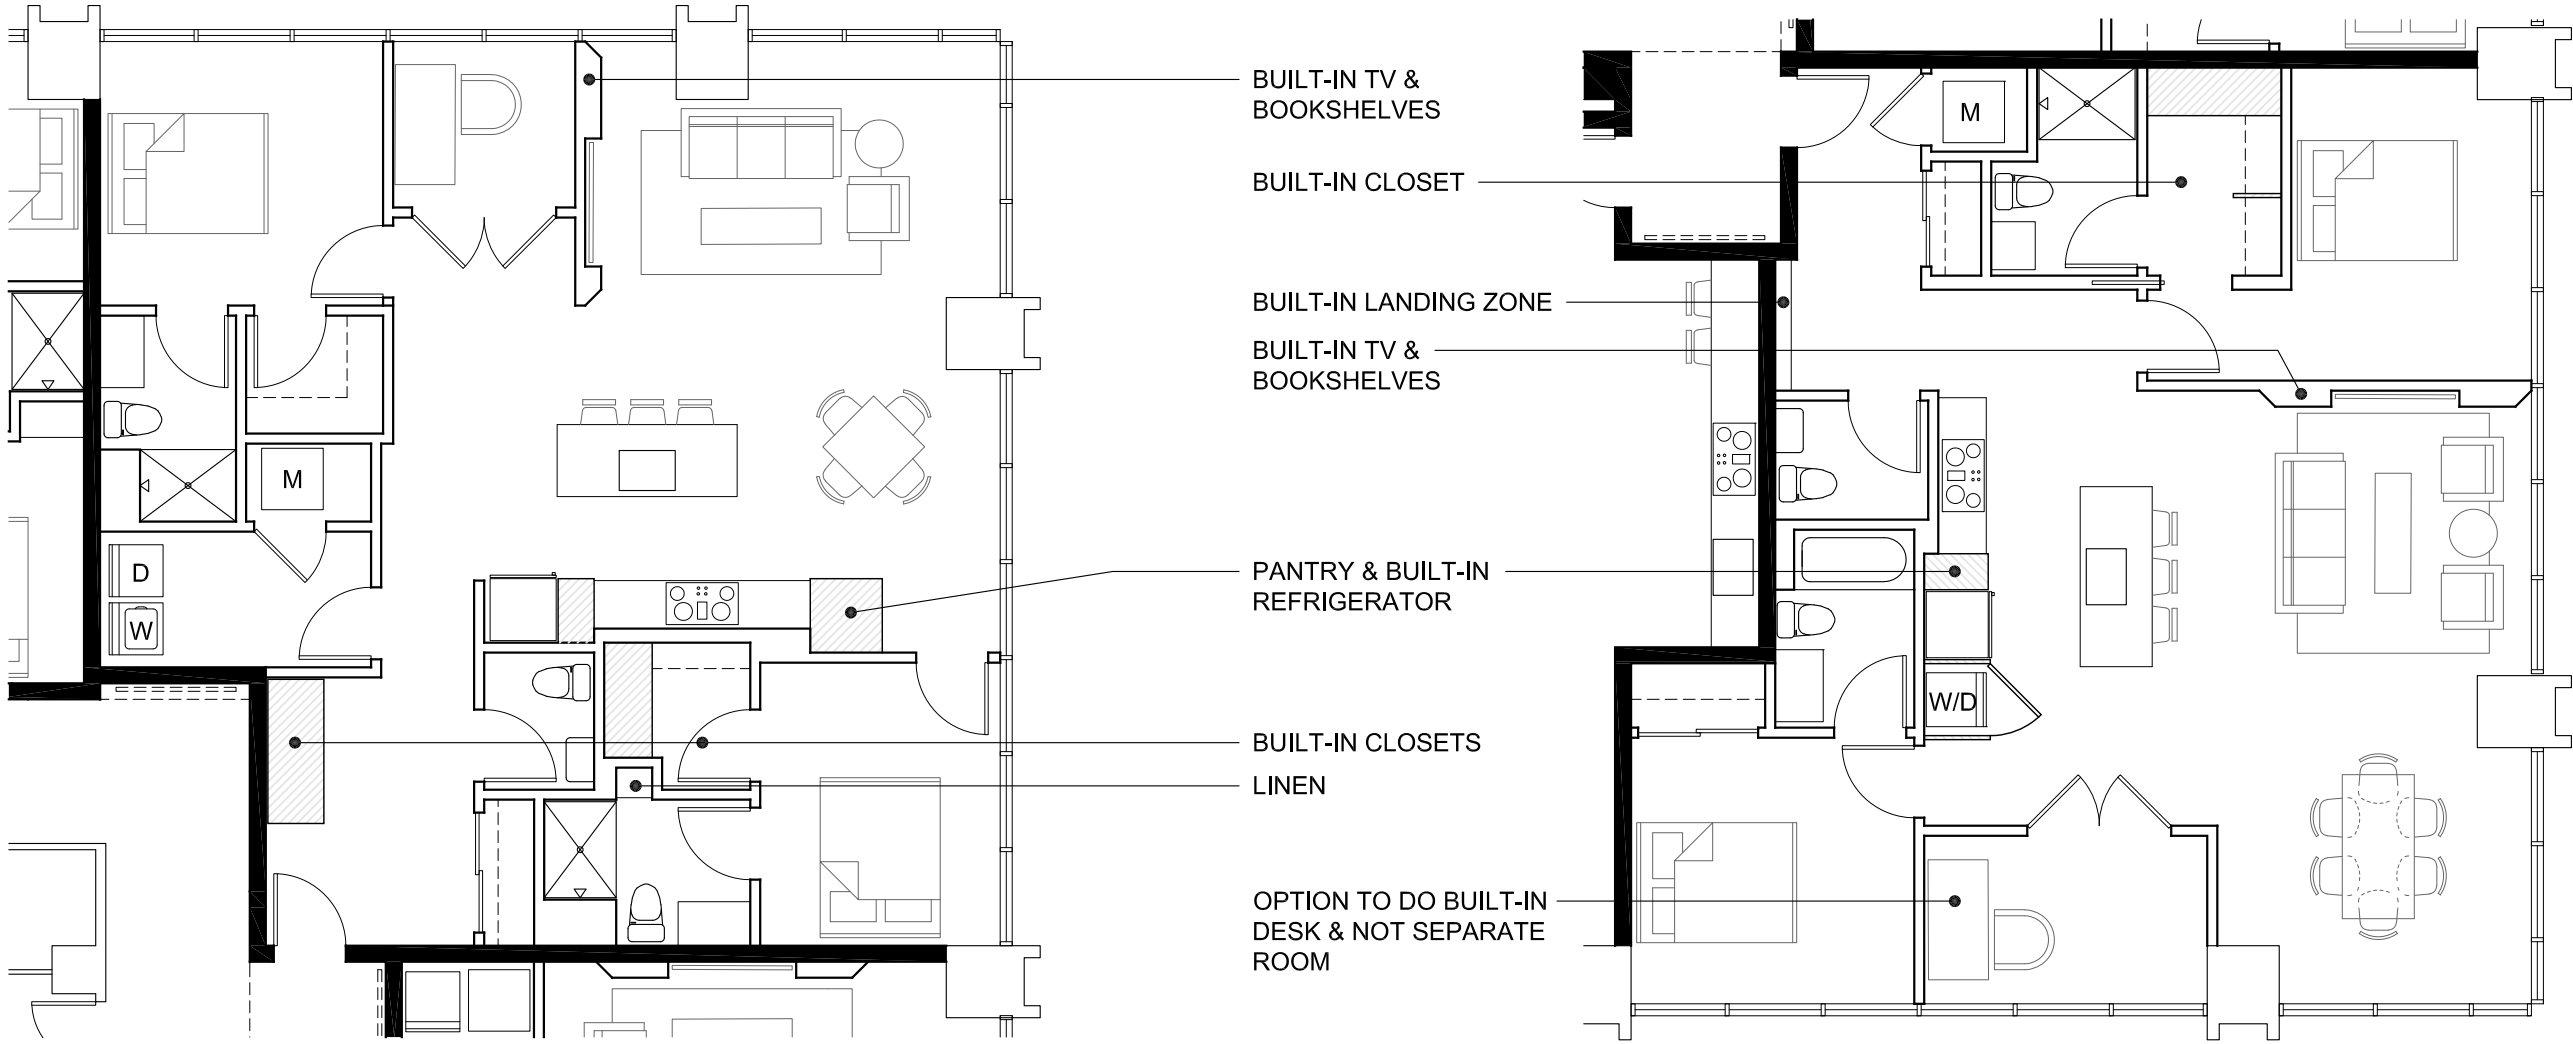 BUILT-IN TV &
BOOKSHELVES
BUILT-IN CLOSET
BUILT-IN LANDING ZONE
BUILT-IN TV &
BOOKSHELVES
PANTRY & BUILT-IN
REFRIGERATOR
BUILT-IN CLOSETS
LINEN
OPTION TO DO BUILT-IN
DESK & NOT SEPARATE
ROOM
M
D
W
M
W/D